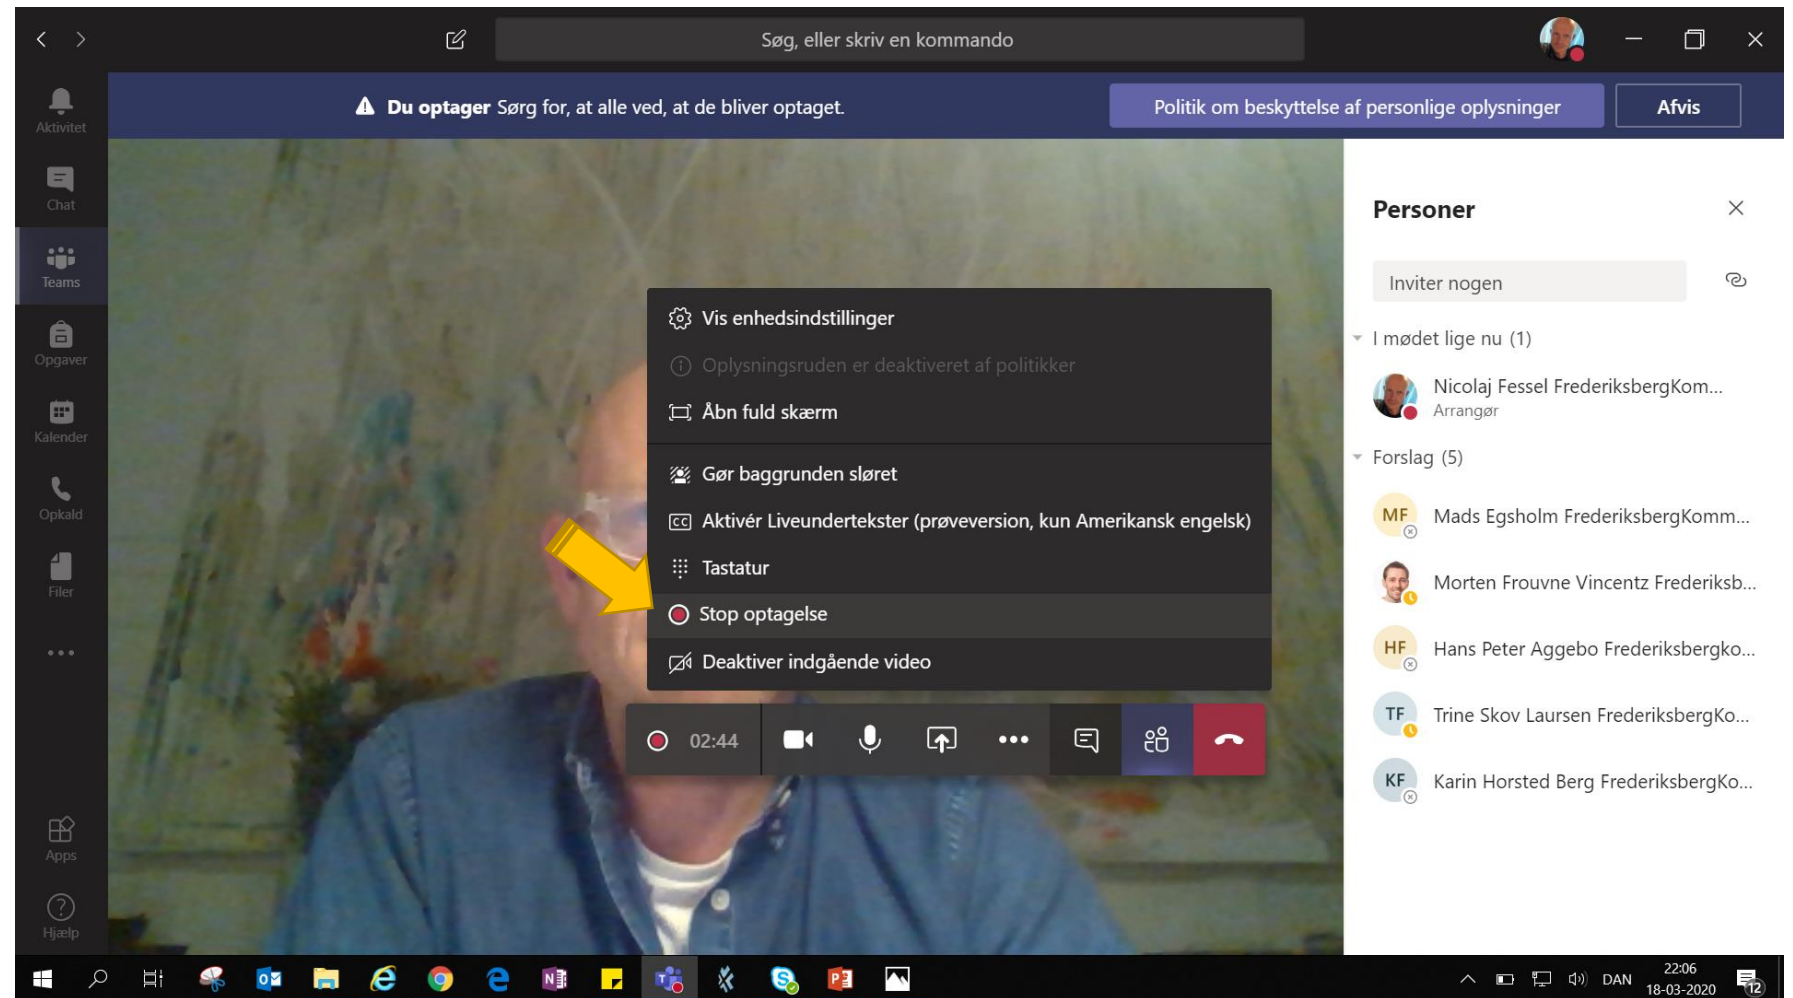 Søg, eller skriv en kommando
Du optager Sørg for, at alle ved, at de bliver optaget.
Politik om beskyttelse af personlige oplysninger
Afvis
Aktivitet
Chat
Teams
Opgaver
Kalender
Opkald
Filer
Apps
Hjælp
Vis enhedsindstillinger
Oplysningsruden er deaktiveret af politikker
Åbn fuld skærm
Gør baggrunden sløret
CC Aktivér Liveundertekster (prøveversion, kun Amerikansk engelsk)
Tastatur
Stop optagelse
Deaktiver indgående video
02:44
Personer
Inviter nogen
I mødet lige nu (1)
Nicolaj Fessel FrederiksbergKom...
Arrangør
Forslag (5)
MF Mads Egsholm FrederiksbergKomm...
Morten Frouvne Vincentz Frederiksb...
HF Hans Peter Aggebo Frederiksbergko...
TF Trine Skov Laursen FrederiksbergKo...
KF Karin Horsted Berg FrederiksbergKo...
DAN
22:06
18-03-2020
12